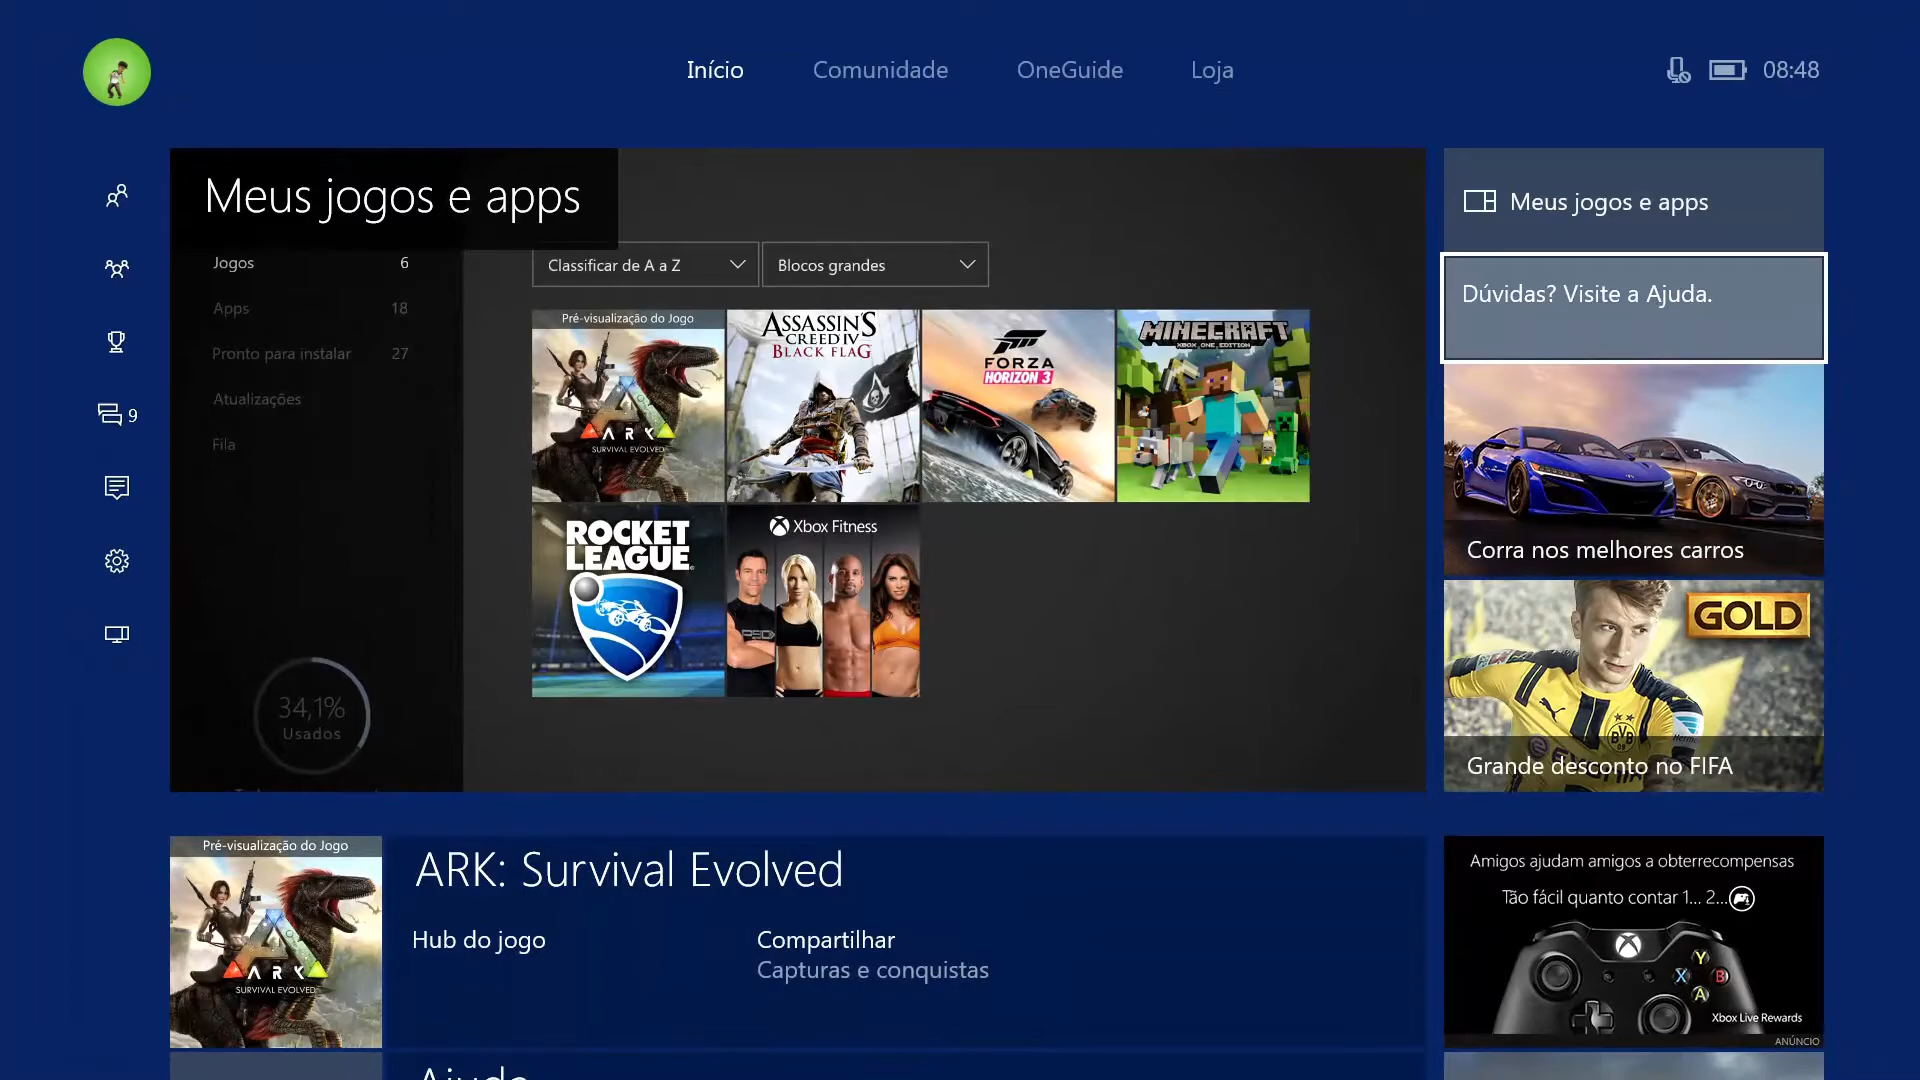 Início
Comunidade
OneGuide
Loja
08:48
Meus jogos e apps
Jogos 6
Apps 18
Pronto para instalar 27
Atualizações
Fila
34,1%
Usados
9
Classificar de A a Z
Blocos grandes
Pré-visualização do Jogo
ARK
SURVIVAL EVOLVED
ASSASSIN'S
CREED IV
BLACK FLAG
FORZA
HORIZON 3
MINECRAFT
XBOX ONE EDITION
ROCKET
LEAGUE
Xbox Fitness
P90X
Meus jogos e apps
Dúvidas? Visite a Ajuda.
Corra nos melhores carros
GOLD
BVB
09
Grande desconto no FIFA
Pré-visualização do Jogo
ARK
SURVIVAL EVOLVED
ARK: Survival Evolved
Hub do jogo
Compartilhar
Capturas e conquistas
Amigos ajudam amigos a obterrecompensas
Tão fácil quanto contar 1... 2...
Y
X B
A
Xbox Live Rewards
ANÚNCIO
Ajuda